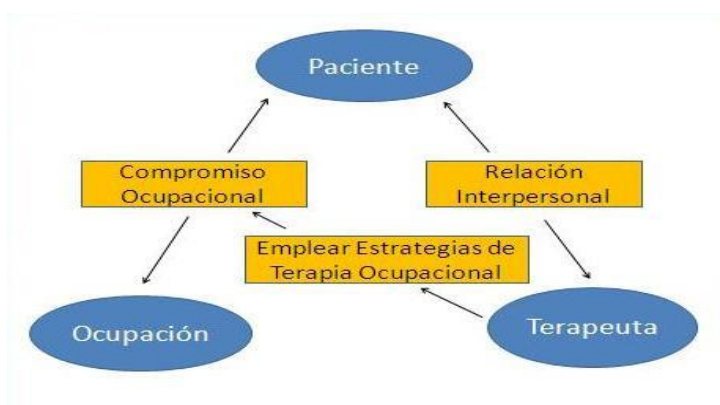 Paciente
Compromiso
Ocupacional
Relación
Interpersonal
Emplear Estrategias de
Terapia Ocupacional
Ocupación
Terapeuta